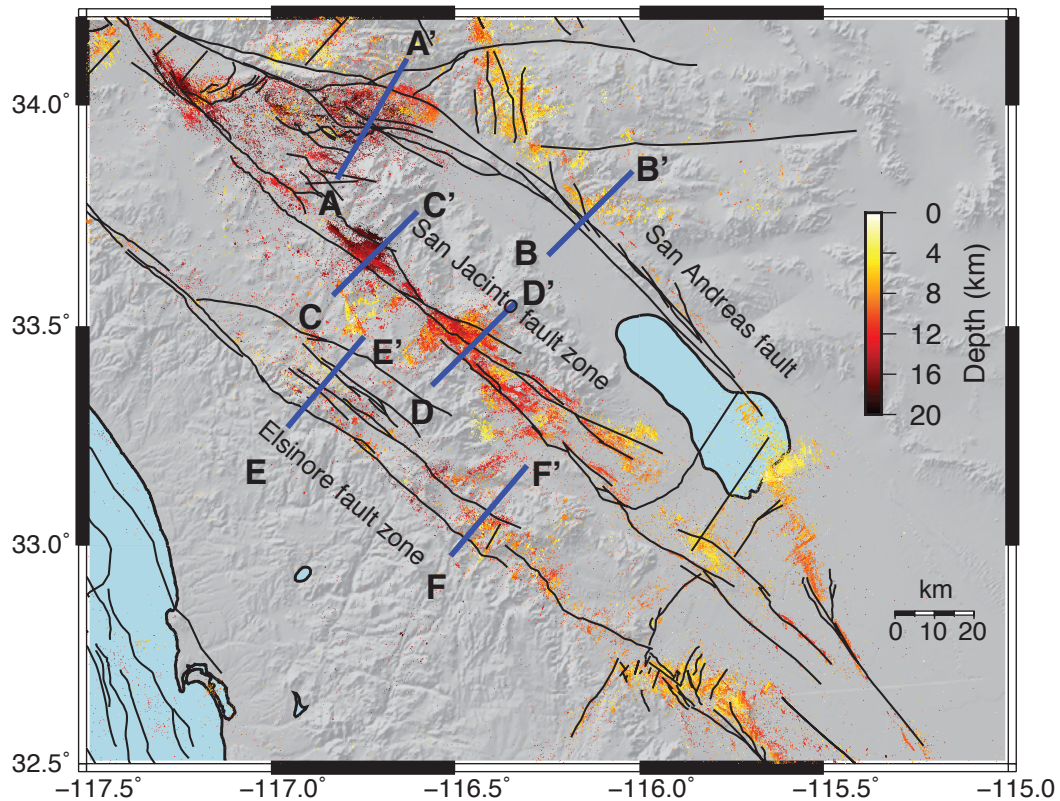 A'
34.0°
B'
A
C'
San Jacinto fault zone
B
San Andreas fault
0
4
8
12
16
20
Depth (km)
D'
C
33.5°
E'
D
Elsinore fault zone
E
F'
33.0°
F
km
0 10 20
32.5°
−117.5° −117.0° −116.5° −116.0° −115.5° −115.0